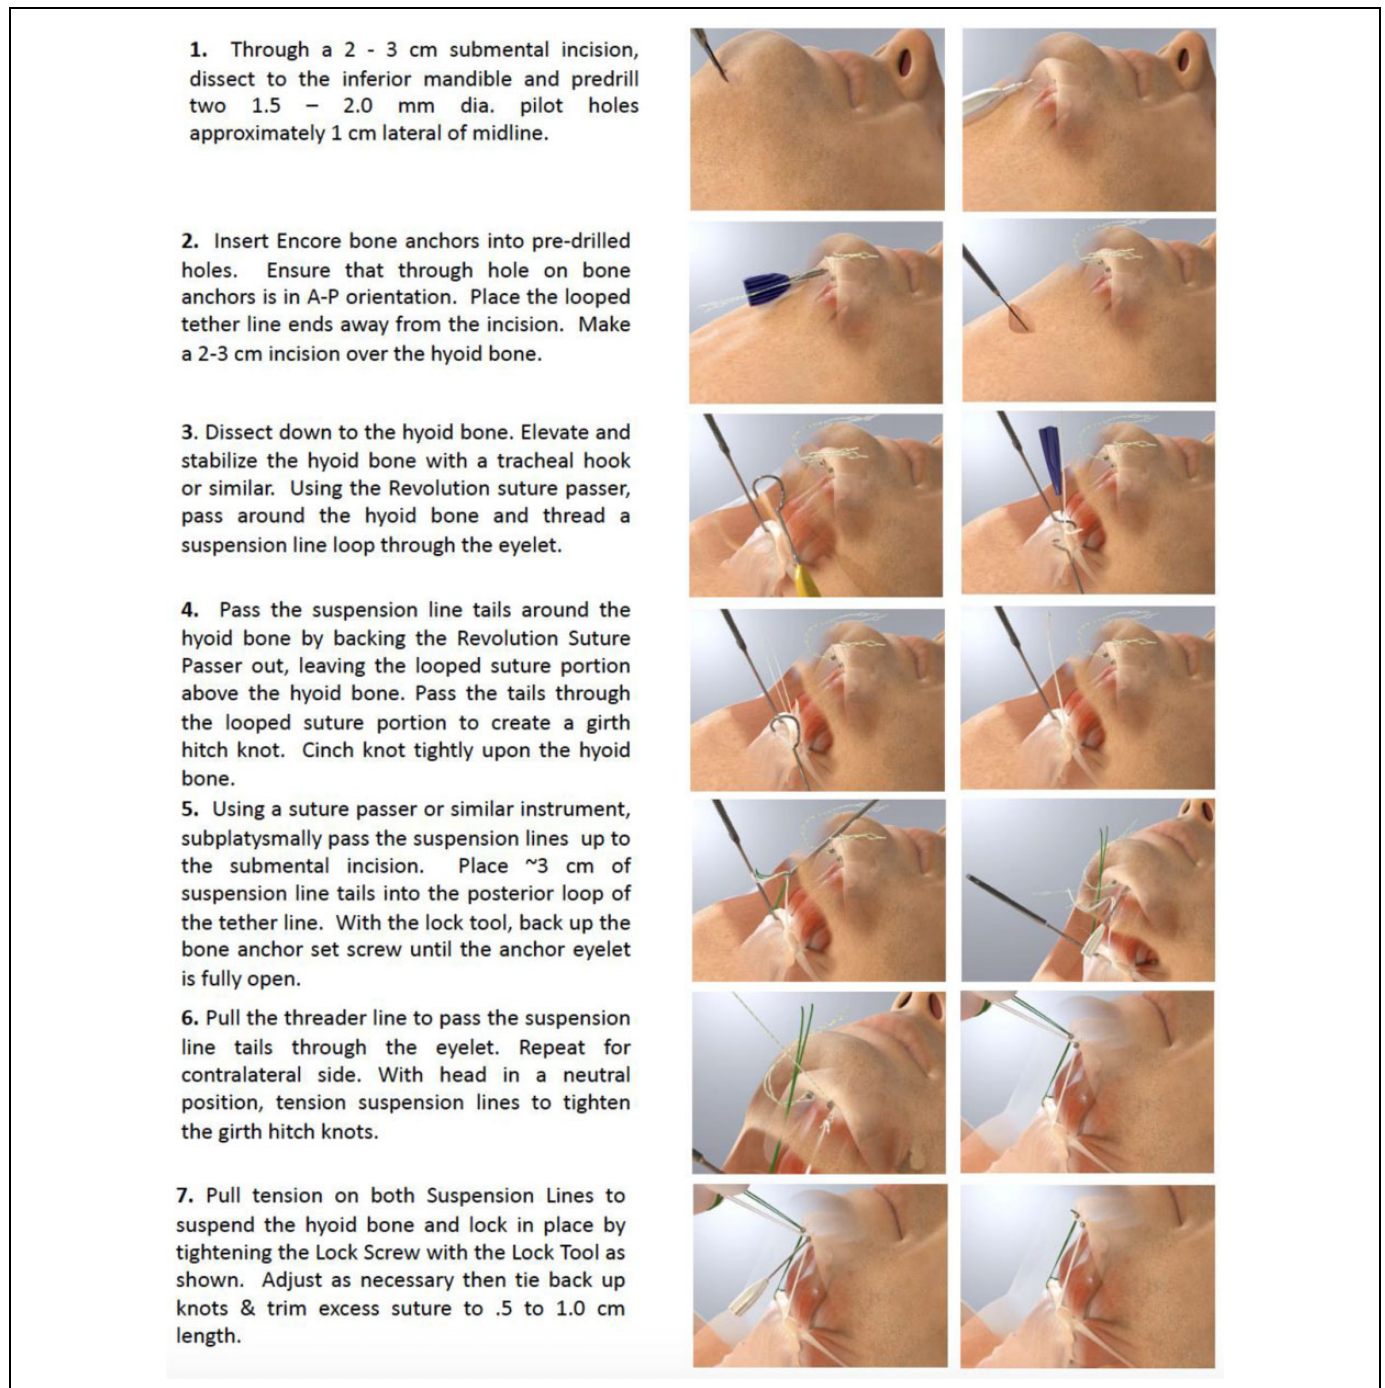 1. Through a 2 - 3 cm submental incision,
dissect to the inferior mandible and predrill
two 1.5 – 2.0 mm dia. pilot holes
approximately 1 cm lateral of midline.
2. Insert Encore bone anchors into pre-drilled
holes. Ensure that through hole on bone
anchors is in A-P orientation. Place the looped
tether line ends away from the incision. Make
a 2-3 cm incision over the hyoid bone.
3. Dissect down to the hyoid bone. Elevate and
stabilize the hyoid bone with a tracheal hook
or similar. Using the Revolution suture passer,
pass around the hyoid bone and thread a
suspension line loop through the eyelet.
4. Pass the suspension line tails around the
hyoid bone by backing the Revolution Suture
Passer out, leaving the looped suture portion
above the hyoid bone. Pass the tails through
the looped suture portion to create a girth
hitch knot. Cinch knot tightly upon the hyoid
bone.
5. Using a suture passer or similar instrument,
subplatysmally pass the suspension lines up to
the submental incision. Place ~3 cm of
suspension line tails into the posterior loop of
the tether line. With the lock tool, back up the
bone anchor set screw until the anchor eyelet
is fully open.
6. Pull the threader line to pass the suspension
line tails through the eyelet. Repeat for
contralateral side. With head in a neutral
position, tension suspension lines to tighten
the girth hitch knots.
7. Pull tension on both Suspension Lines to
suspend the hyoid bone and lock in place by
tightening the Lock Screw with the Lock Tool as
shown. Adjust as necessary then tie back up
knots & trim excess suture to .5 to 1.0 cm
length.